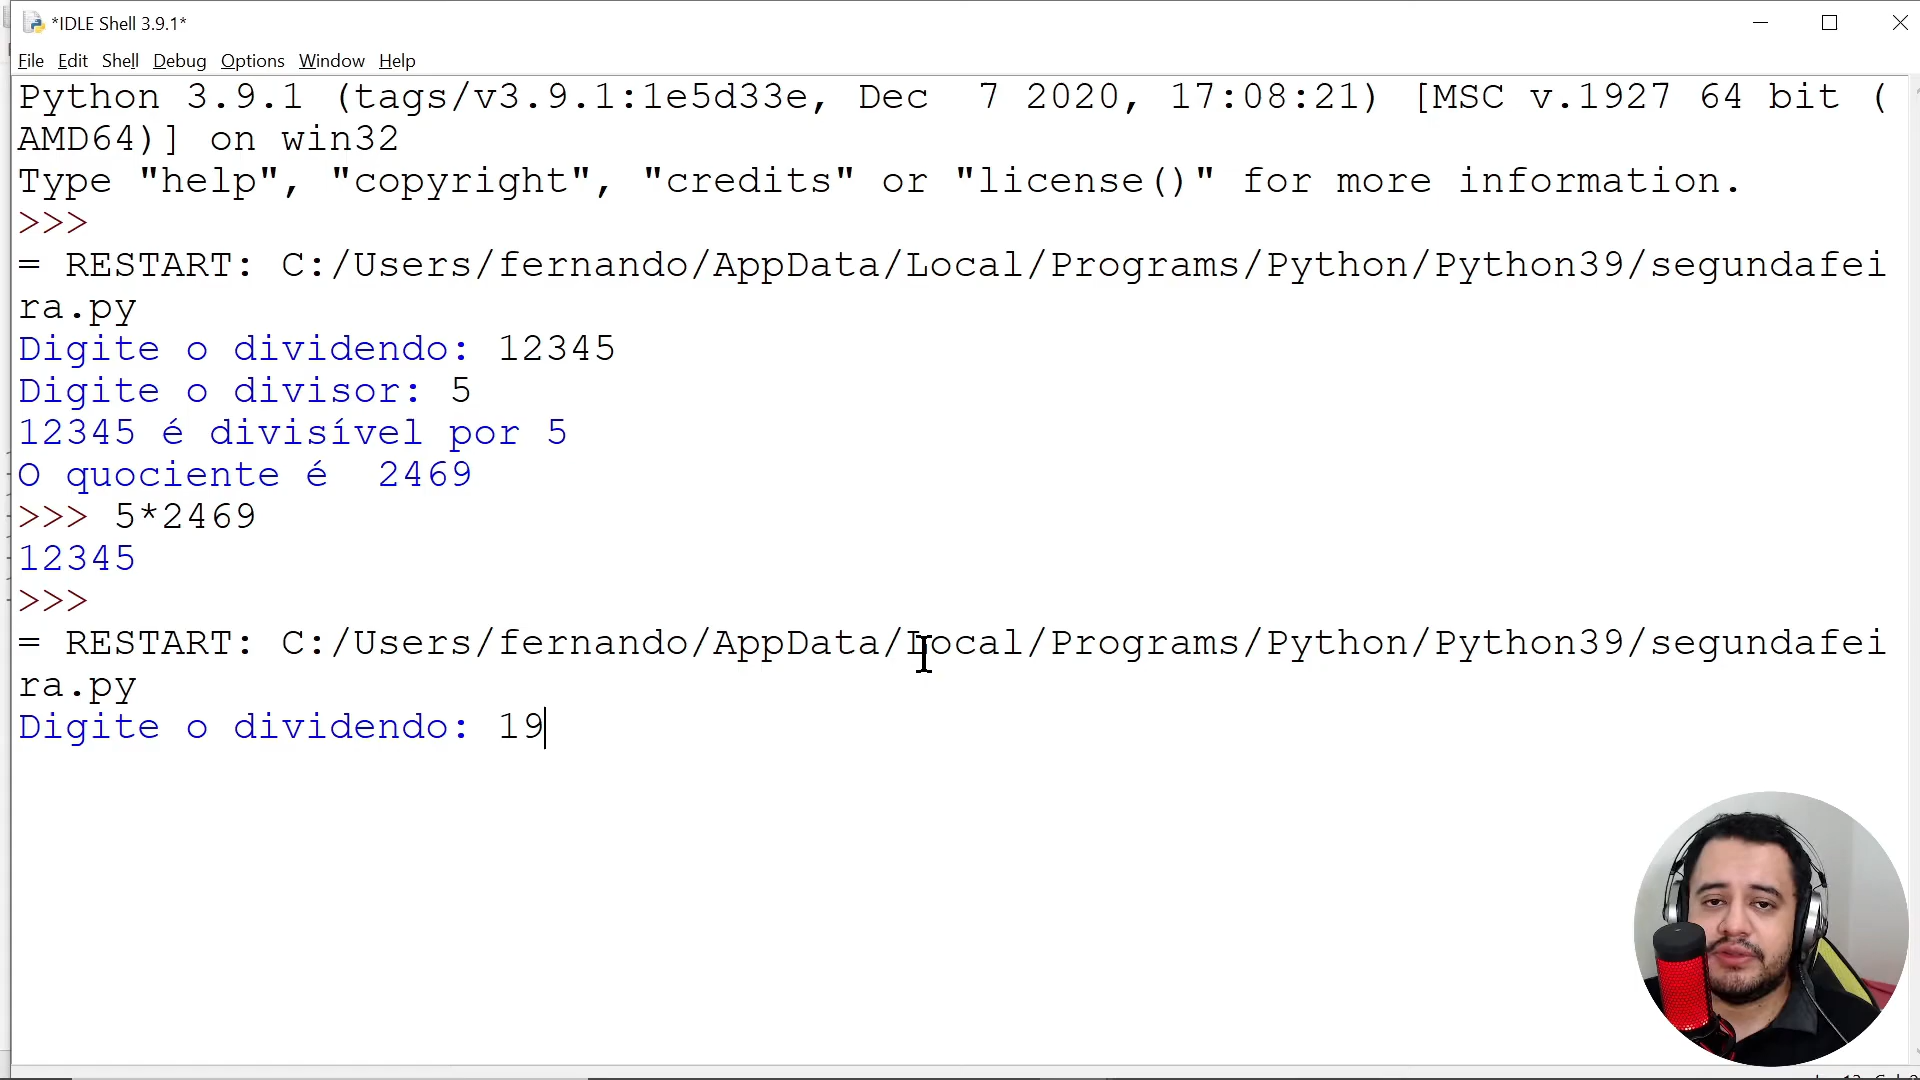 *IDLE Shell 3.9.1*
File Edit Shell Debug Options Window Help
Python 3.9.1 (tags/v3.9.1:1e5d33e, Dec  7 2020, 17:08:21) [MSC v.1927 64 bit (
AMD64)] on win32
Type "help", "copyright", "credits" or "license()" for more information.
>>>
= RESTART: C:/Users/fernando/AppData/Local/Programs/Python/Python39/segundafei
ra.py
Digite o dividendo: 12345
Digite o divisor: 5
12345 é divisível por 5
O quociente é  2469
>>> 5*2469
12345
>>>
= RESTART: C:/Users/fernando/AppData/Local/Programs/Python/Python39/segundafei
ra.py
Digite o dividendo: 19